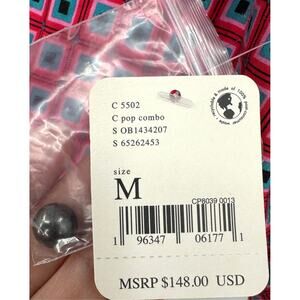 C 5502
C pop combo
S OB1434207
S 65262453
size
M
CP8039 0013
1 96347 06177 1
MSRP $148.00 USD